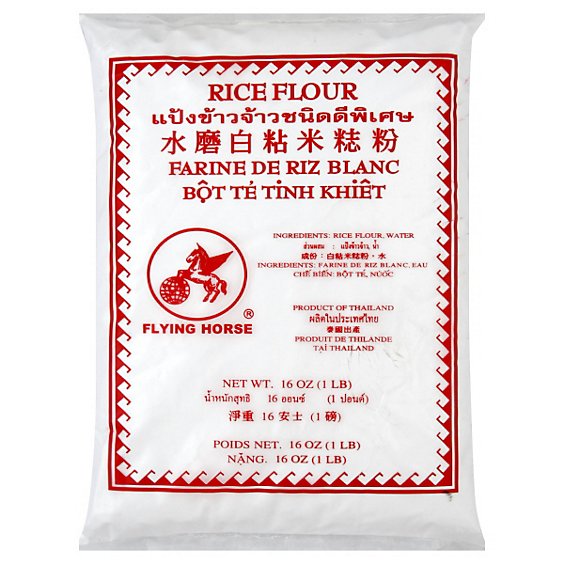 RICE FLOUR
แป้งข้าวจ้าวชนิดดีพิเศษ
水磨白粘米粉
FARINE DE RIZ BLANC
BỘT TẺ TINH KHIẾT
INGREDIENTS: RICE FLOUR, WATER
ส่วนผสม : แป้งข้าวจ้าว, น้ำ
成份：白粘米粉，水
INGREDIENTS: FARINE DE RIZ BLANC, EAU
CHẾ BIẾN: BỘT TẺ, NƯỚC
FLYING HORSE ®
PRODUCT OF THAILAND
ผลิตในประเทศไทย
泰國出產
PRODUIT DE THILANDE
TẠI THAILAND
NET WT. 16 OZ (1 LB)
น้ำหนักสุทธิ 16 ออนซ์ (1 ปอนด์)
淨重 16 安士 (1 磅)
POIDS NET. 16 OZ (1 LB)
NẶNG. 16 OZ (1 LB)